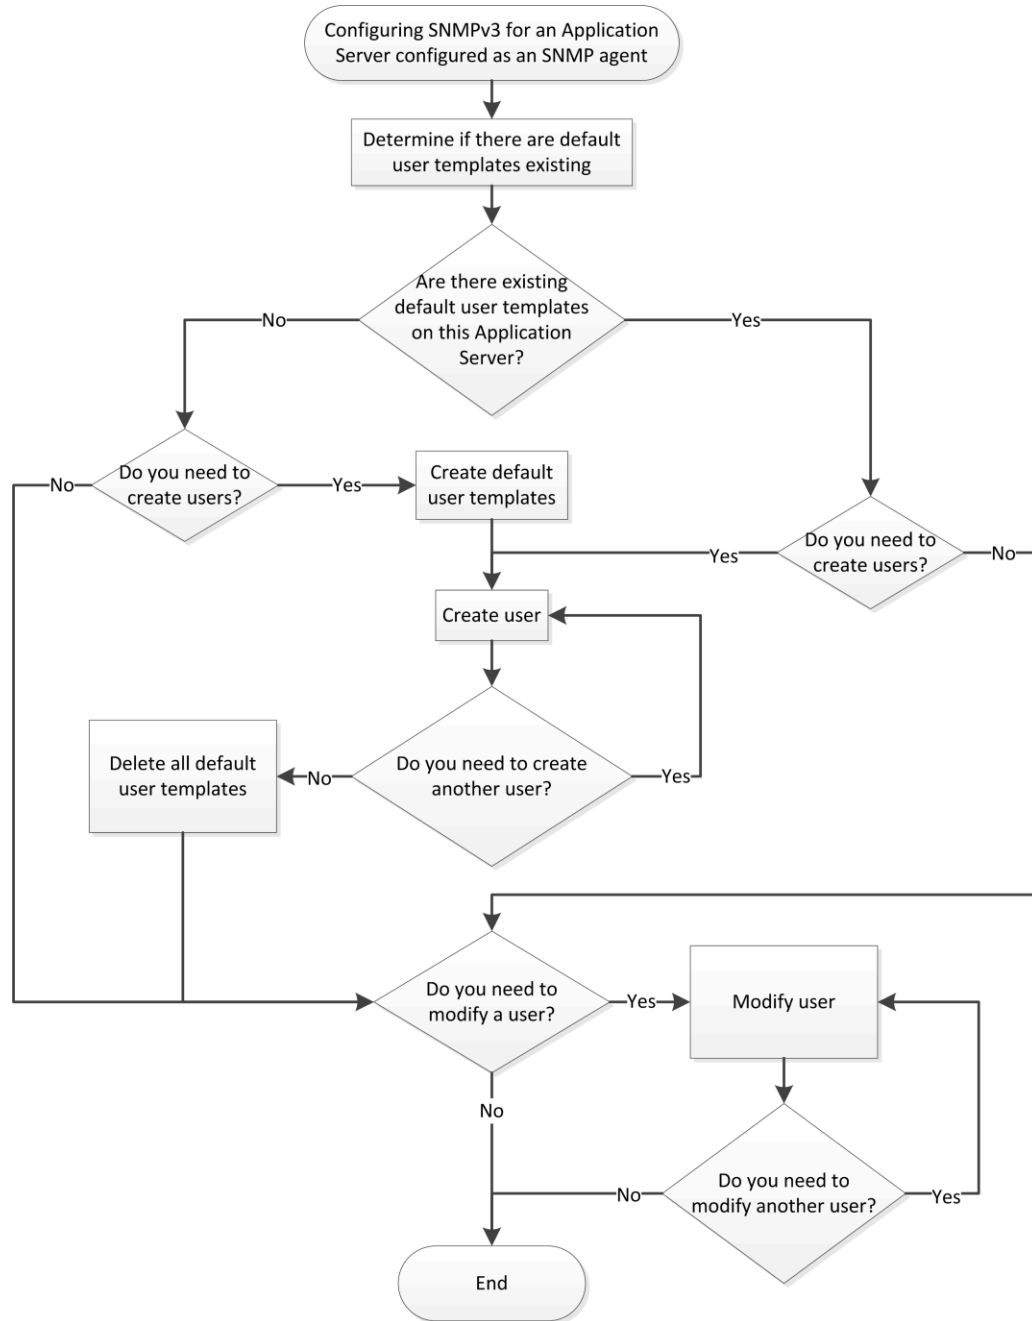 Configuring SNMPv3 for an Application
Server configured as an SNMP agent
Determine if there are default
user templates existing
Are there existing
default user templates
on this Application
Server?
No
Yes
Do you need to
create users?
No
Yes
Create default
user templates
Do you need to
create users?
Yes
No
Create user
Do you need to create
another user?
Yes
No
Delete all default
user templates
Do you need to
modify a user?
Yes
Modify user
No
Do you need to
modify another user?
No
Yes
End